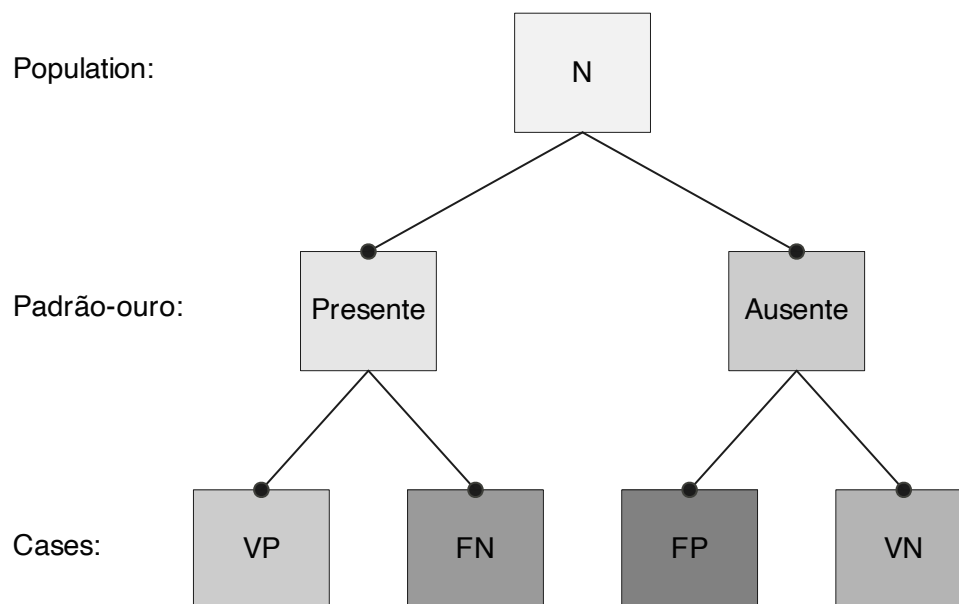 Population:
N
Padrão-ouro:
Presente
Ausente
Cases:
VP
FN
FP
VN